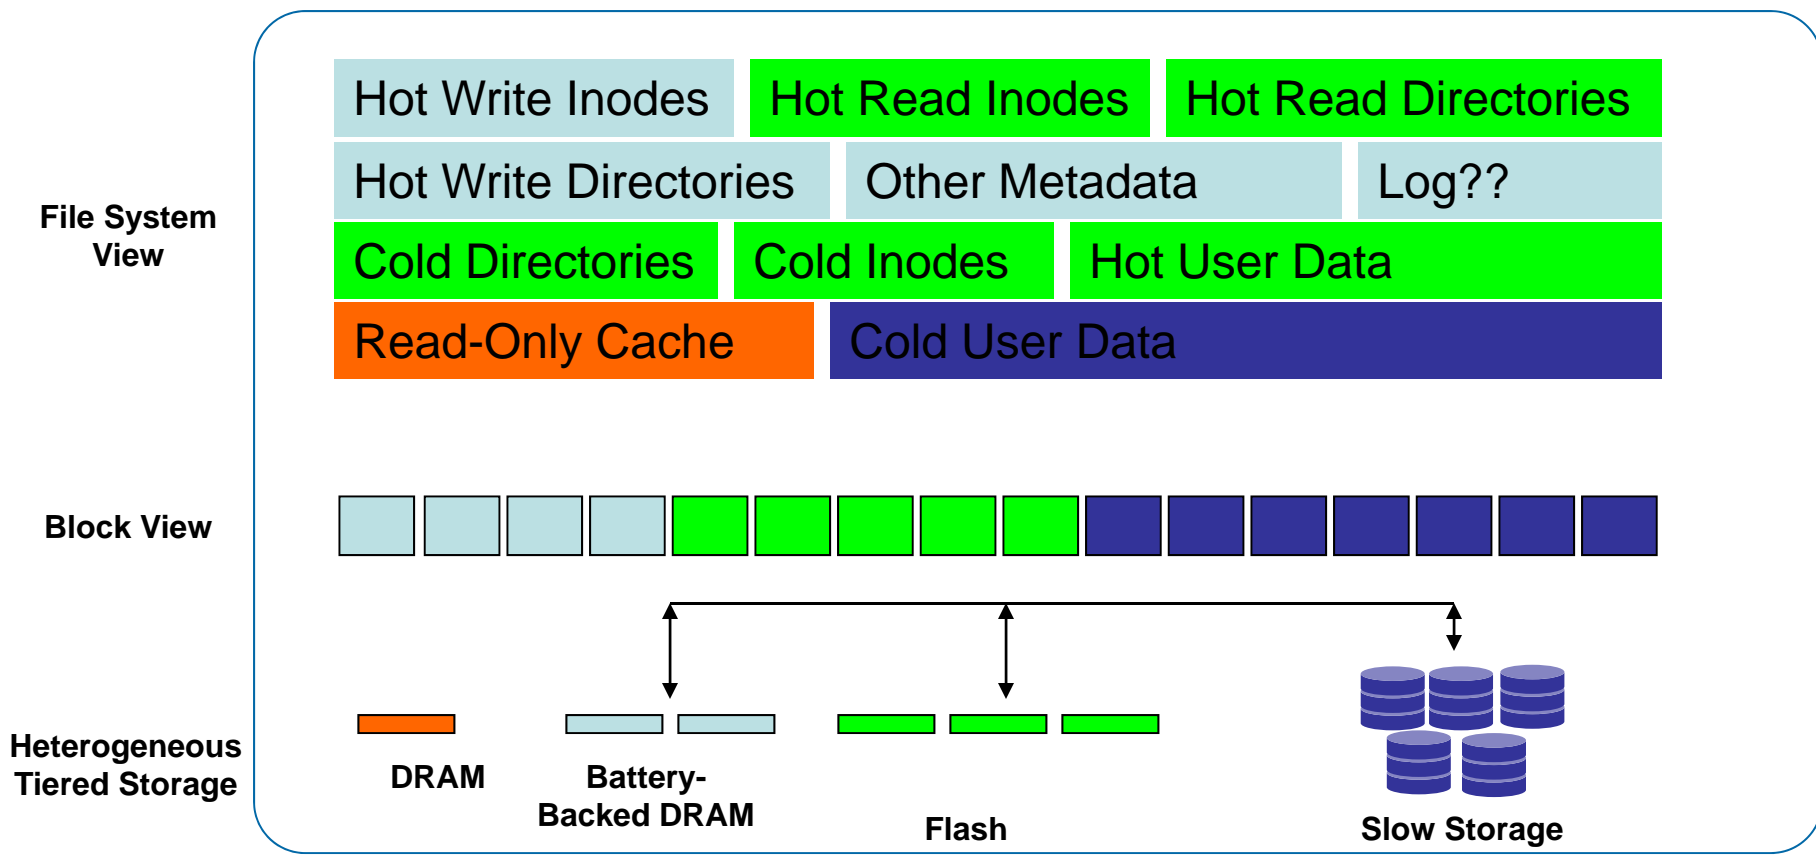 Hot Write Inodes
Hot Read Inodes
Hot Read Directories
Hot Write Directories
Other Metadata
Log??
File System
View
Cold Directories
Cold Inodes
Hot User Data
Read-Only Cache
Cold User Data
Block View
Heterogeneous
Tiered Storage
DRAM
Battery-
Backed DRAM
Flash
Slow Storage